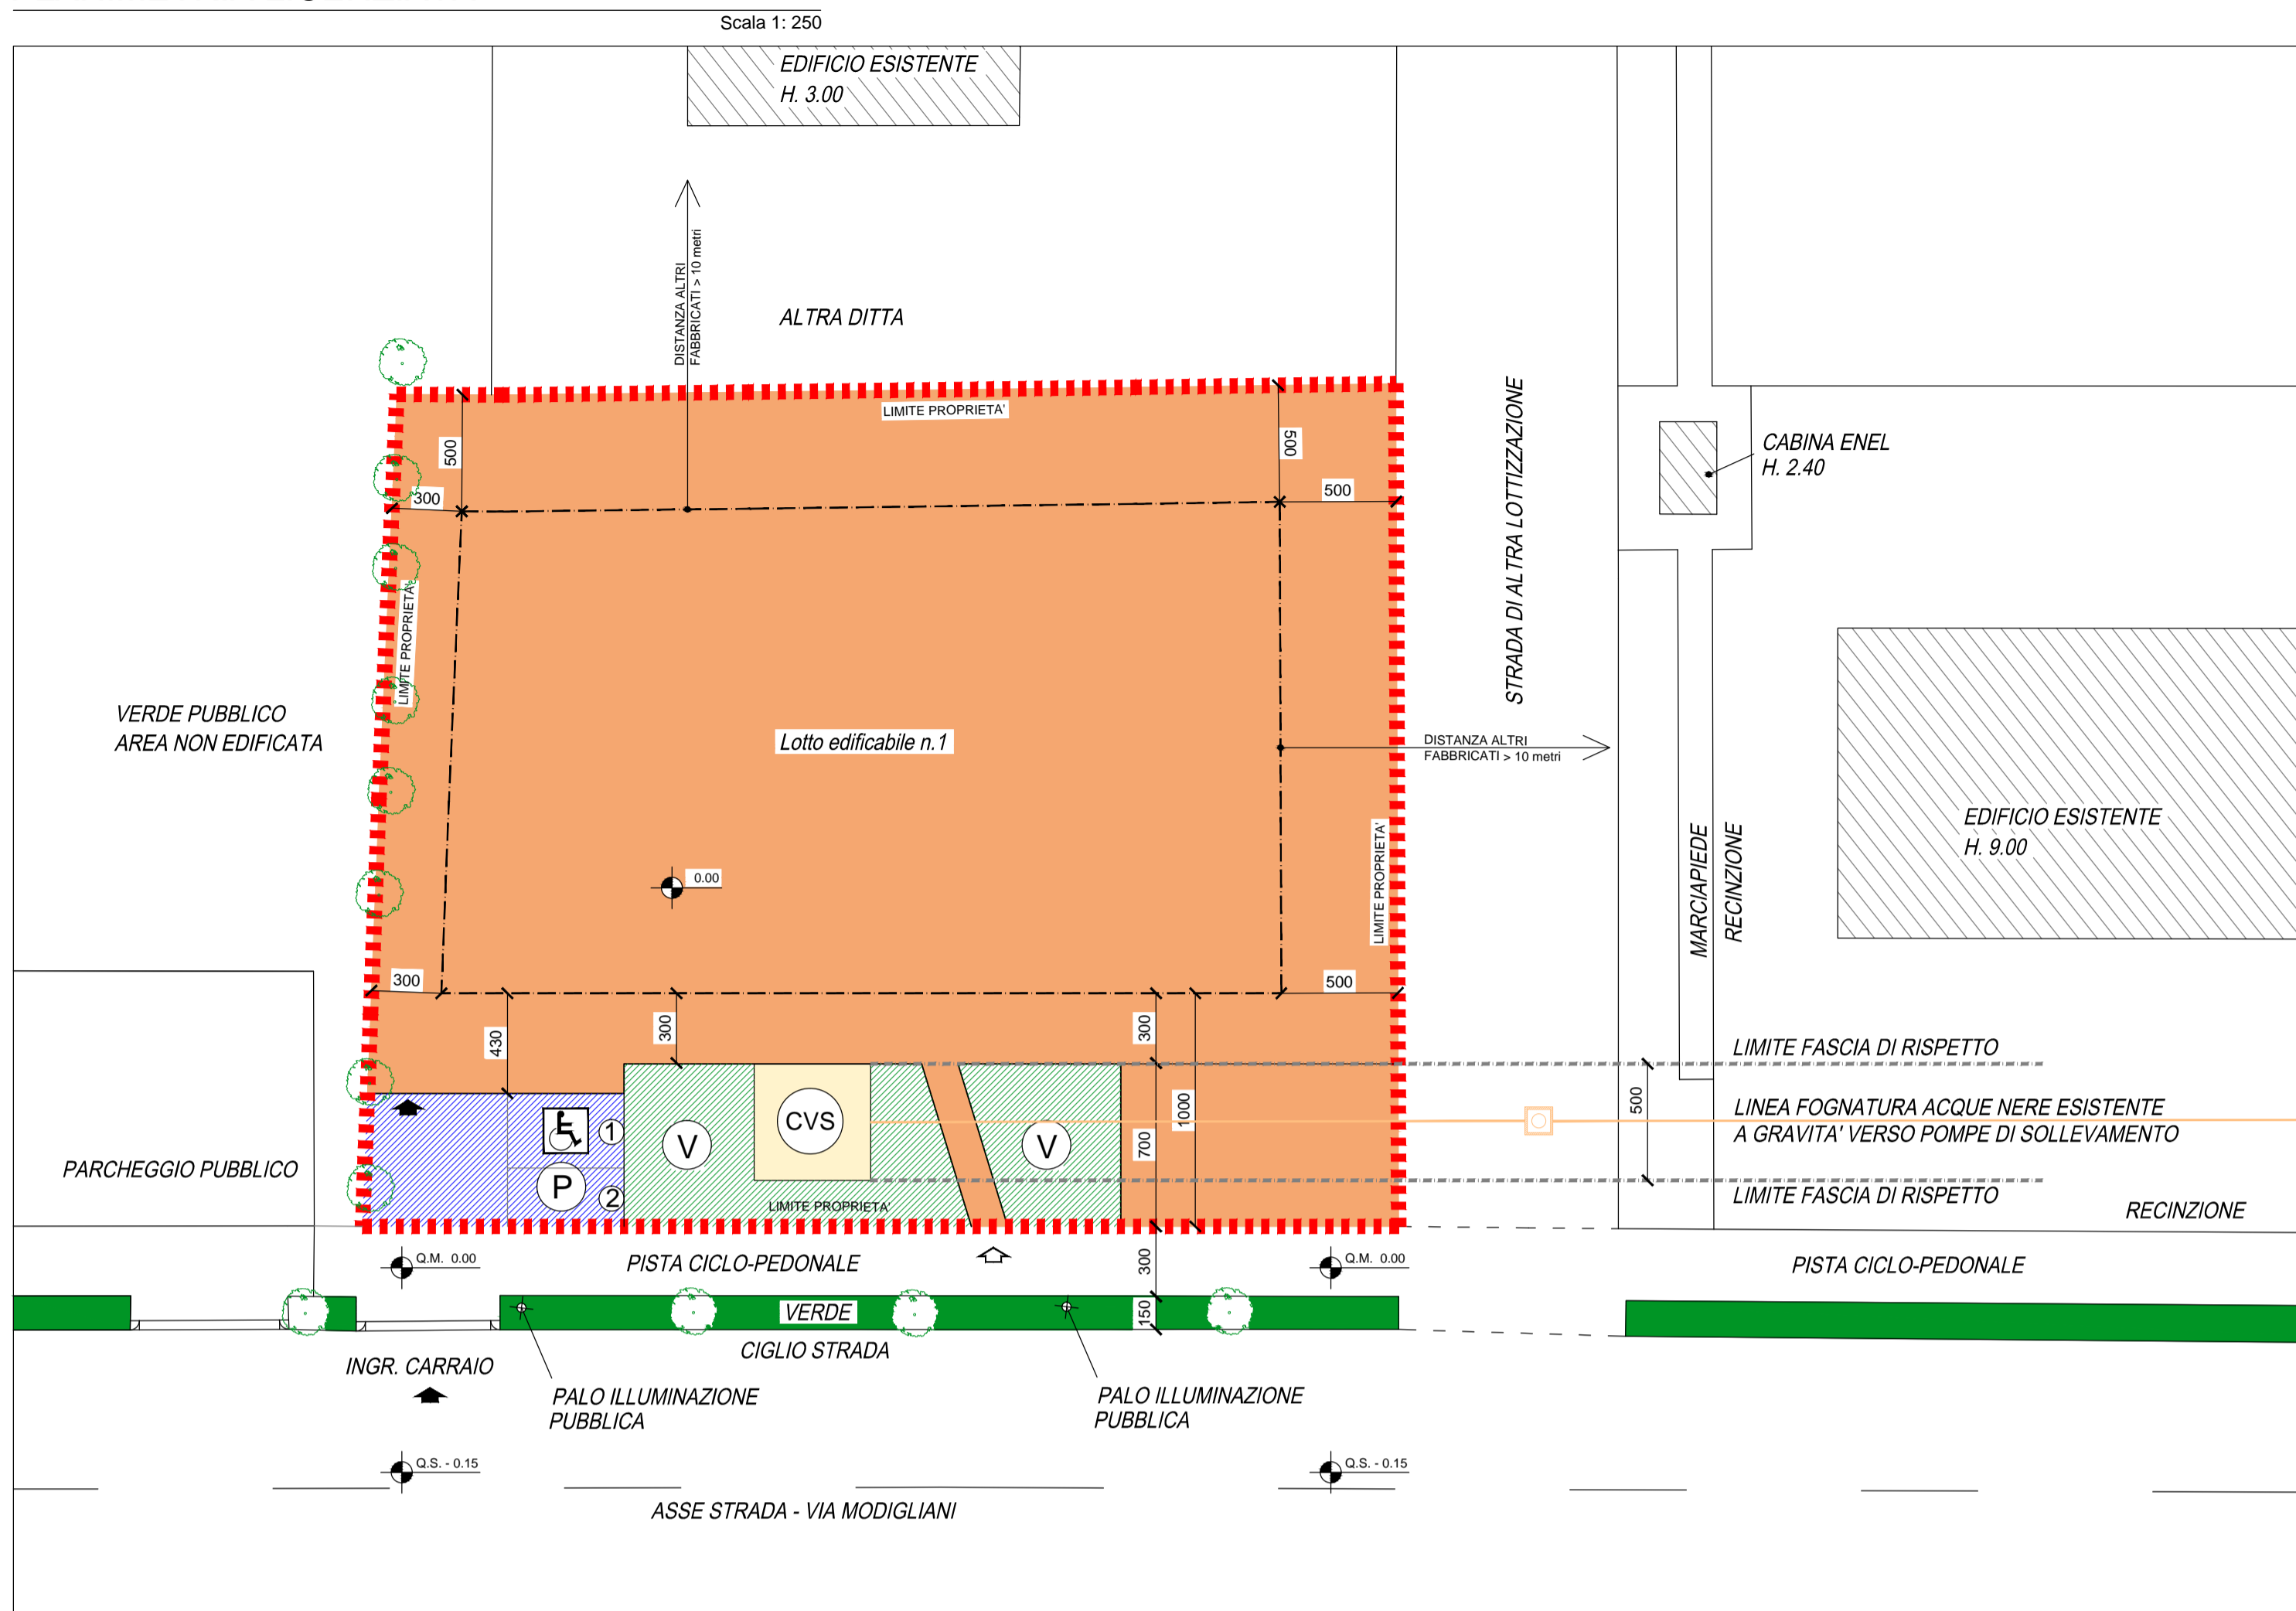 Scala 1: 250
EDIFICIO ESISTENTE
H. 3.00
DISTANZA ALTRI
FABBRICATI > 10 metri
ALTRA DITTA
LIMITE PROPRIETA'
500
500
300
500
STRADA DI ALTRA LOTTIZZAZIONE
CABINA ENEL
H. 2.40
LIMITE PROPRIETA'
VERDE PUBBLICO
AREA NON EDIFICATA
Lotto edificabile n.1
DISTANZA ALTRI
FABBRICATI > 10 metri
EDIFICIO ESISTENTE
H. 9.00
0.00
LIMITE PROPRIETA'
MARCIAPIEDE
RECINZIONE
300
500
430
300
300
LIMITE FASCIA DI RISPETTO
500
1000
700
1
V
CVS
V
P
2
LINEA FOGNATURA ACQUE NERE ESISTENTE
A GRAVITA' VERSO POMPE DI SOLLEVAMENTO
PARCHEGGIO PUBBLICO
LIMITE PROPRIETA'
LIMITE FASCIA DI RISPETTO
RECINZIONE
Q.M. 0.00
PISTA CICLO-PEDONALE
300
Q.M. 0.00
PISTA CICLO-PEDONALE
VERDE
150
CIGLIO STRADA
INGR. CARRAIO
PALO ILLUMINAZIONE
PUBBLICA
PALO ILLUMINAZIONE
PUBBLICA
Q.S. - 0.15
Q.S. - 0.15
ASSE STRADA - VIA MODIGLIANI